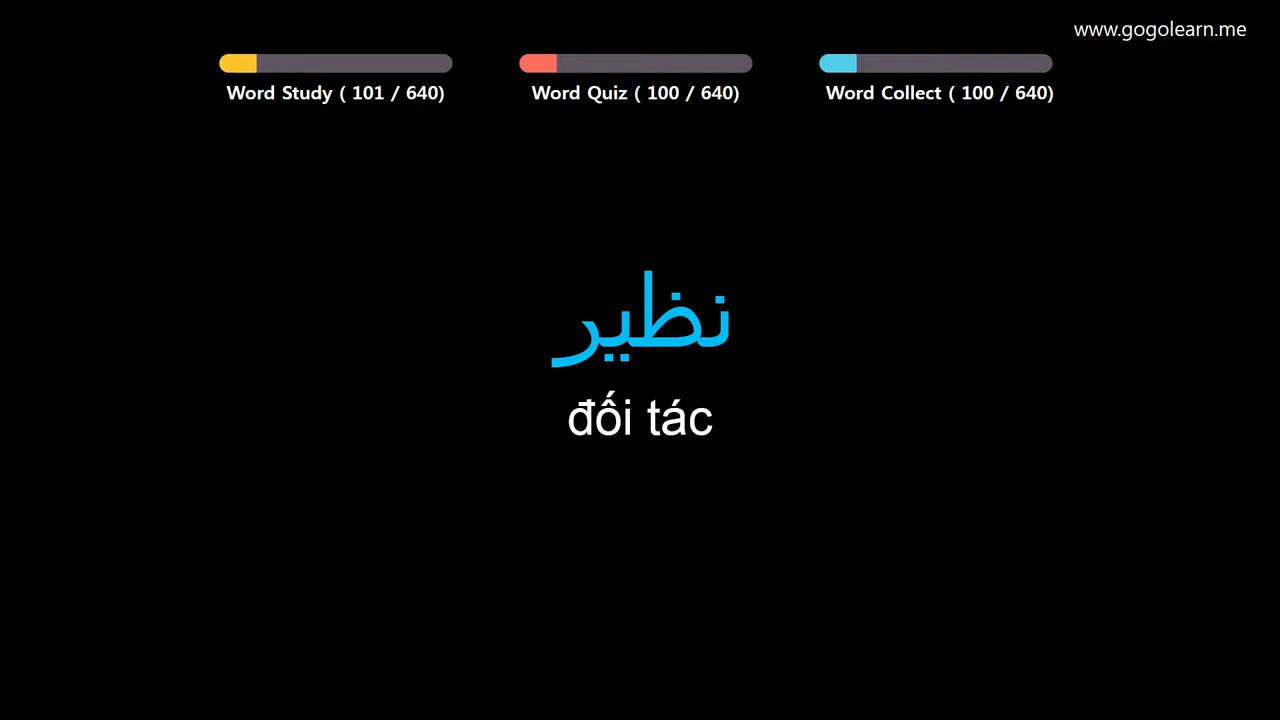 www.gogolearn.me
Word Study ( 101 / 640)
Word Quiz ( 100 / 640)
Word Collect ( 100 / 640)
نظير
đối tác